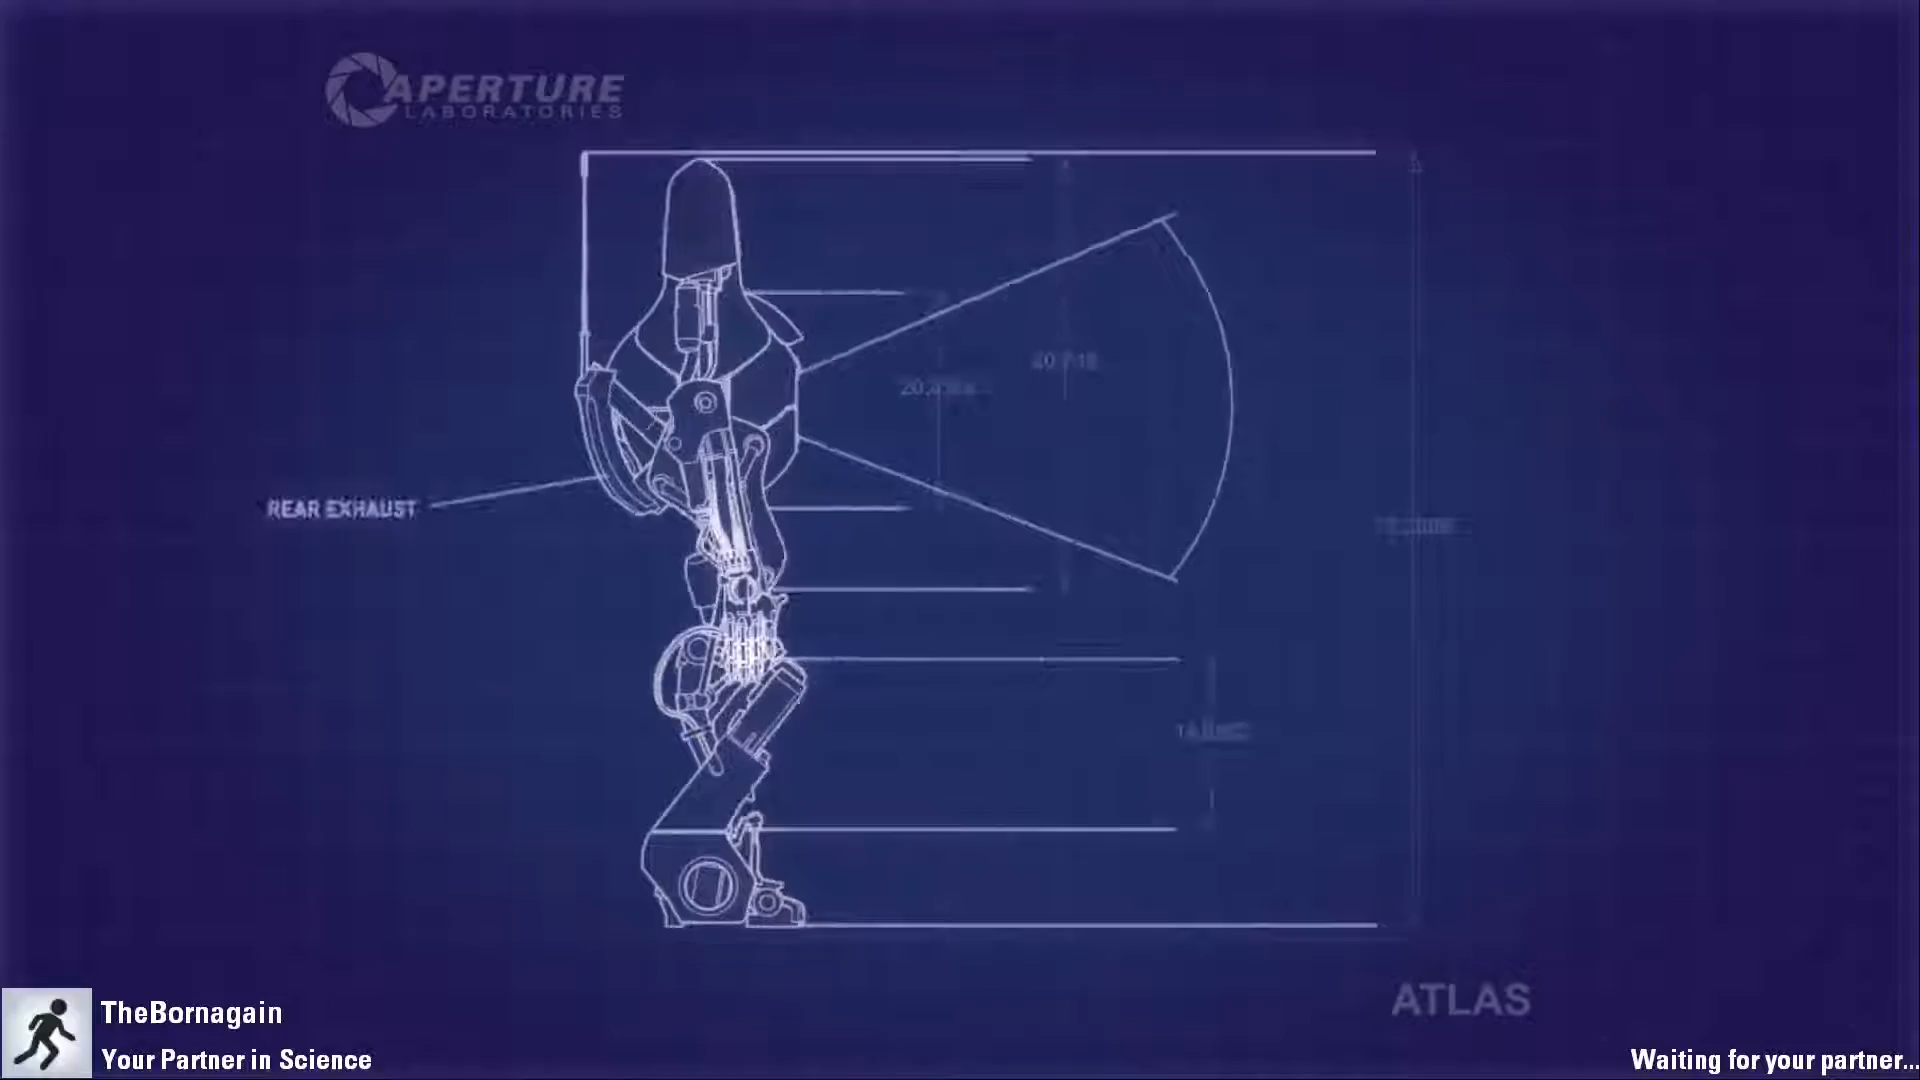 APERTURE
LABORATORIES
REAR EXHAUST
ATLAS
TheBornagain
Your Partner in Science
Waiting for your partner...